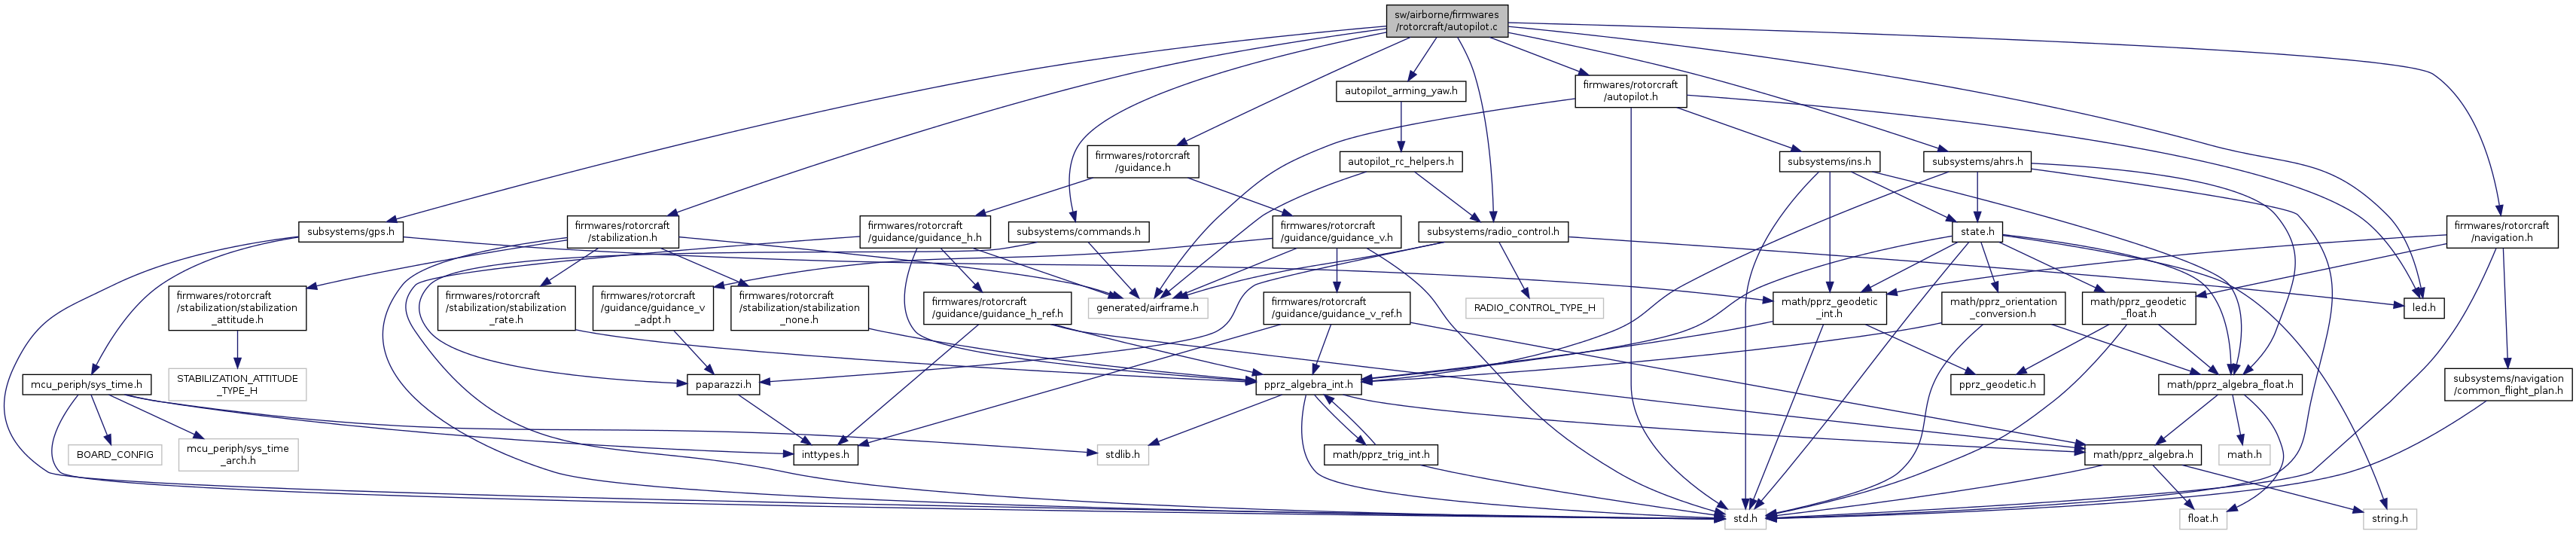 sw/airborne/firmwares
/rotorcraft/autopilot.c
autopilot_arming_yaw.h
firmwares/rotorcraft
/autopilot.h
firmwares/rotorcraft
/guidance.h
autopilot_rc_helpers.h
subsystems/ins.h
subsystems/ahrs.h
subsystems/gps.h
firmwares/rotorcraft
/stabilization.h
firmwares/rotorcraft
/guidance/guidance_h.h
subsystems/commands.h
firmwares/rotorcraft
/guidance/guidance_v.h
subsystems/radio_control.h
state.h
firmwares/rotorcraft
/navigation.h
firmwares/rotorcraft
/stabilization/stabilization
_attitude.h
firmwares/rotorcraft
/stabilization/stabilization
_rate.h
firmwares/rotorcraft
/guidance/guidance_v
_adpt.h
firmwares/rotorcraft
/stabilization/stabilization
_none.h
firmwares/rotorcraft
/guidance/guidance_h_ref.h
generated/airframe.h
firmwares/rotorcraft
/guidance/guidance_v_ref.h
RADIO_CONTROL_TYPE_H
math/pprz_geodetic
_int.h
math/pprz_orientation
_conversion.h
math/pprz_geodetic
_float.h
led.h
mcu_periph/sys_time.h
STABILIZATION_ATTITUDE
_TYPE_H
paparazzi.h
pprz_algebra_int.h
pprz_geodetic.h
math/pprz_algebra_float.h
subsystems/navigation
/common_flight_plan.h
BOARD_CONFIG
mcu_periph/sys_time
_arch.h
inttypes.h
stdlib.h
math/pprz_trig_int.h
math/pprz_algebra.h
math.h
std.h
float.h
string.h